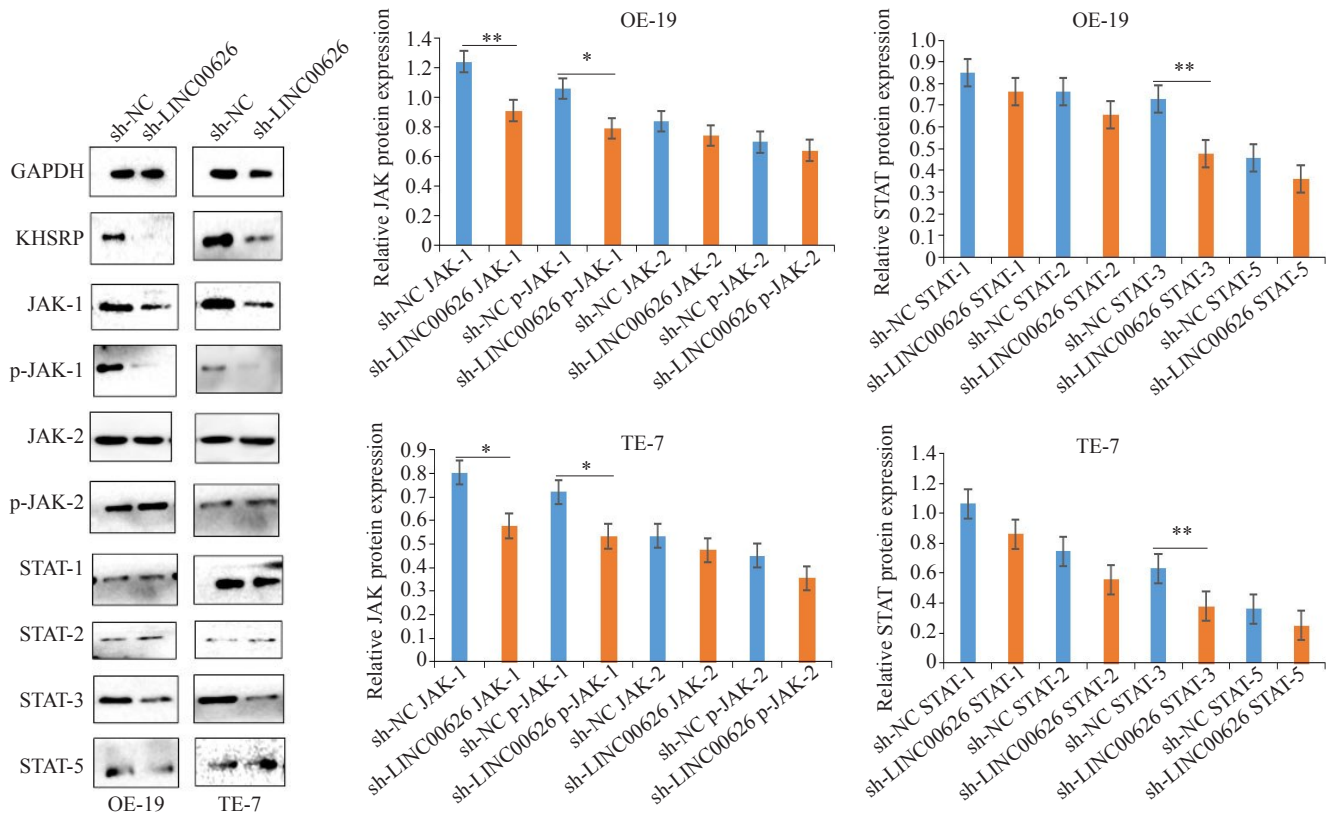 sh-NC
sh-LINC00626
sh-NC
sh-LINC00626
GAPDH
KHSRP
JAK-1
p-JAK-1
JAK-2
p-JAK-2
STAT-1
STAT-2
STAT-3
STAT-5
OE-19
TE-7
OE-19
Relative JAK protein expression
1.4
1.2
1.0
0.8
0.6
0.4
0.2
0
**
*
sh-NC JAK-1
sh-LINC00626 JAK-1
sh-NC p-JAK-1
sh-LINC00626 p-JAK-1
sh-NC JAK-2
sh-LINC00626 JAK-2
sh-NC p-JAK-2
sh-LINC00626 p-JAK-2
OE-19
Relative STAT protein expression
1.0
0.9
0.8
0.7
0.6
0.5
0.4
0.3
0.2
0.1
0
**
sh-NC STAT-1
sh-LINC00626 STAT-1
sh-NC STAT-2
sh-LINC00626 STAT-2
sh-NC STAT-3
sh-LINC00626 STAT-3
sh-NC STAT-5
sh-LINC00626 STAT-5
TE-7
Relative JAK protein expression
0.9
0.8
0.7
0.6
0.5
0.4
0.3
0.2
0.1
0
*
*
sh-NC JAK-1
sh-LINC00626 JAK-1
sh-NC p-JAK-1
sh-LINC00626 p-JAK-1
sh-NC JAK-2
sh-LINC00626 JAK-2
sh-NC p-JAK-2
sh-LINC00626 p-JAK-2
TE-7
Relative STAT protein expression
1.4
1.2
1.0
0.8
0.6
0.4
0.2
0
**
sh-NC STAT-1
sh-LINC00626 STAT-1
sh-NC STAT-2
sh-LINC00626 STAT-2
sh-NC STAT-3
sh-LINC00626 STAT-3
sh-NC STAT-5
sh-LINC00626 STAT-5